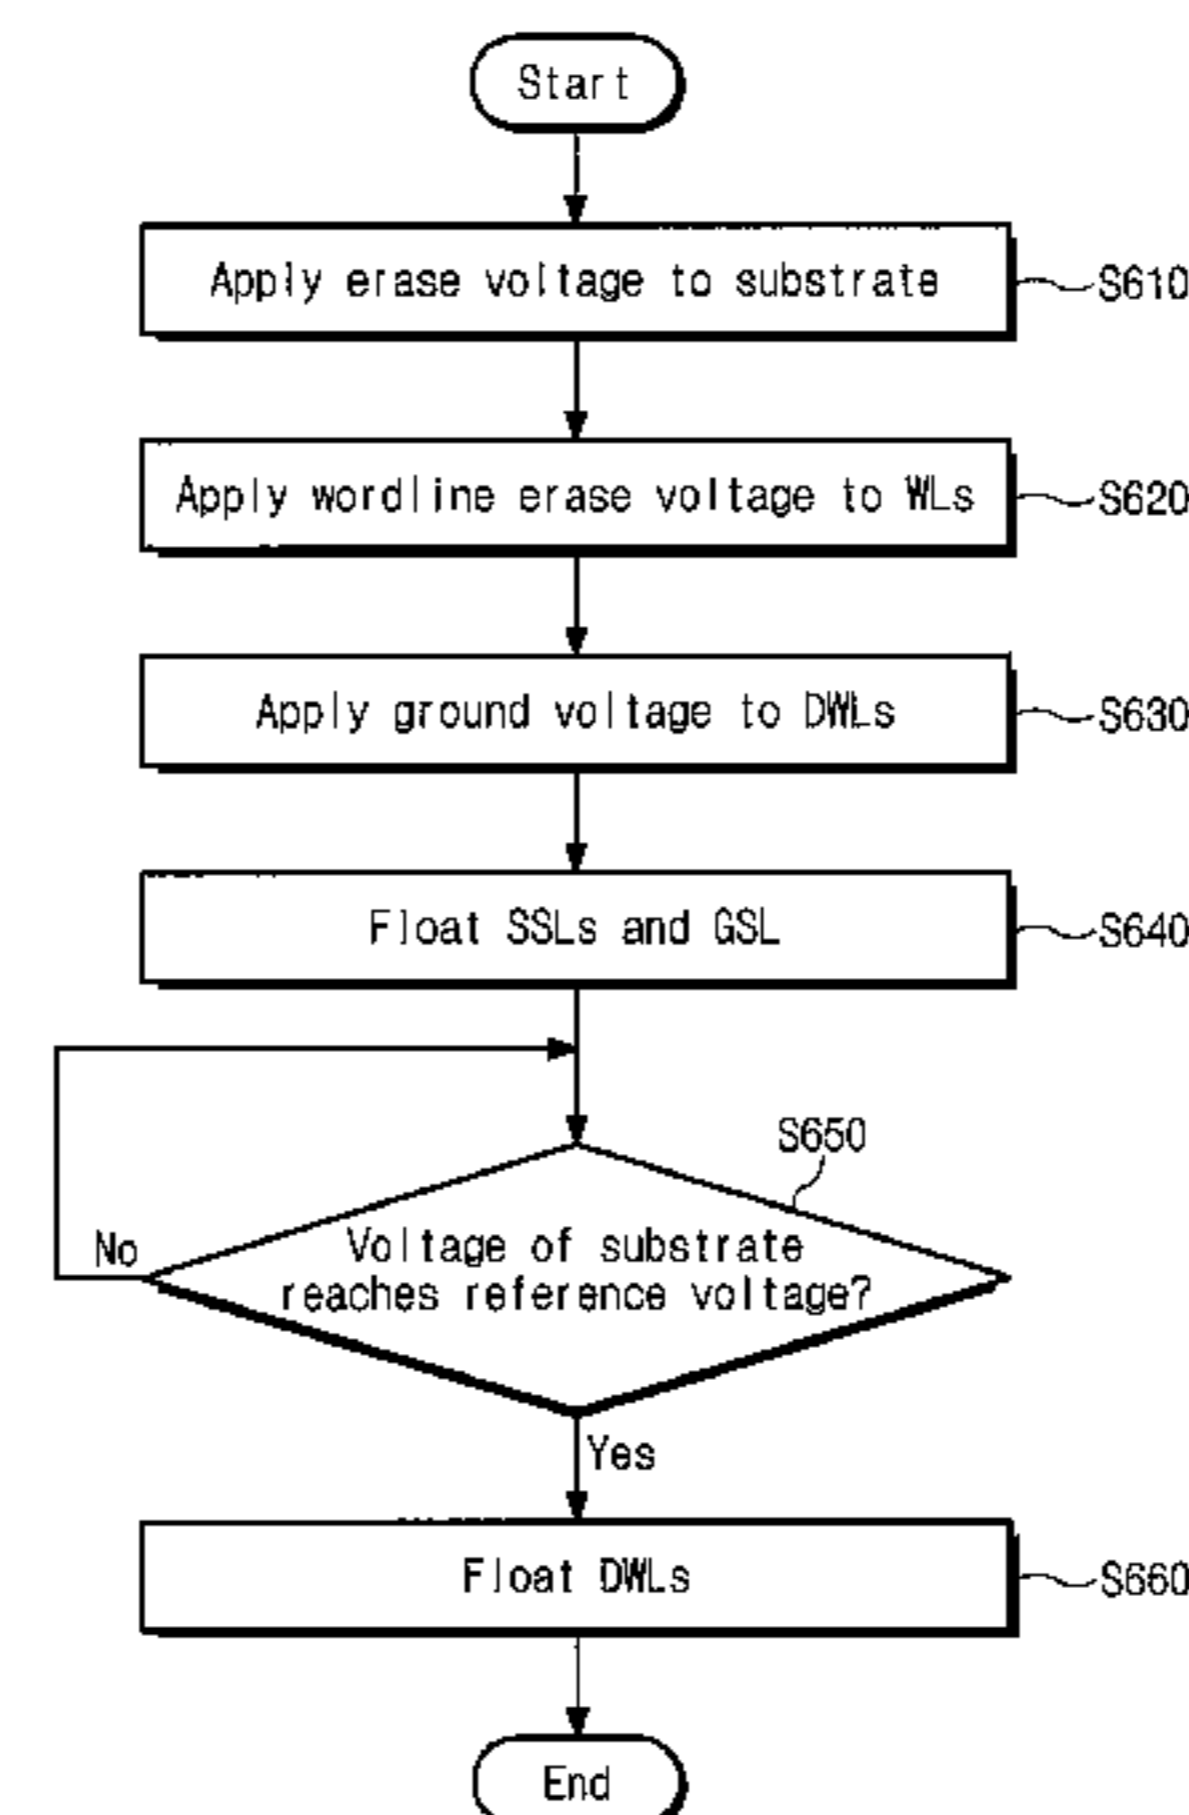 Start
Apply erase voltage to substrate
S610
Apply wordline erase voltage to WLs
S620
Apply ground voltage to DWLs
S630
Float SSLs and GSL
S640
S650
No
Voltage of substrate
reaches reference voltage?
Yes
Float DWLs
S660
End